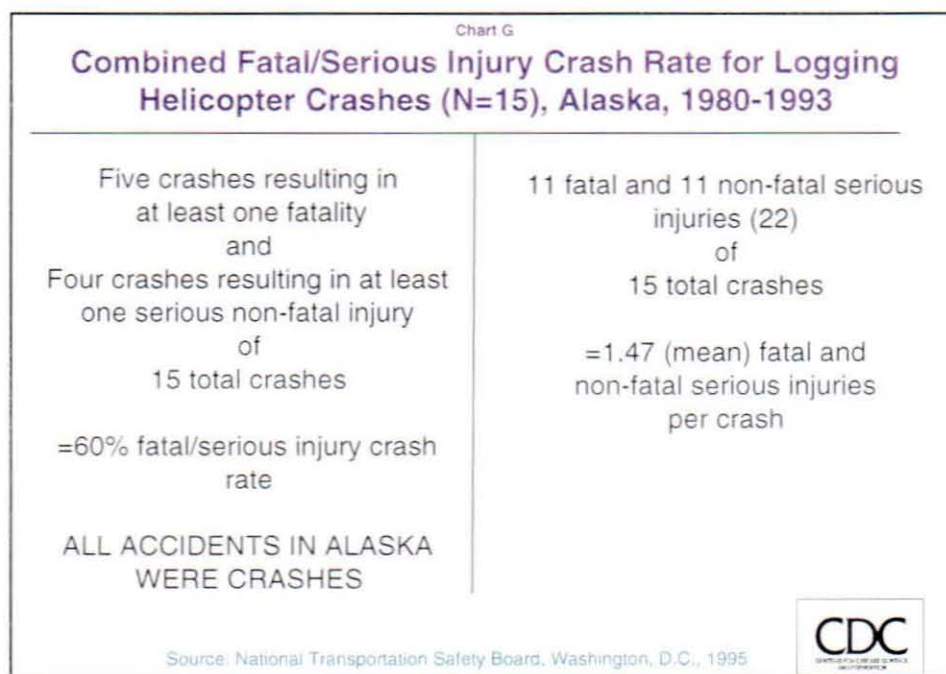 Chart G
Combined Fatal/Serious Injury Crash Rate for Logging
Helicopter Crashes (N=15), Alaska, 1980-1993
Five crashes resulting in
at least one fatality
and
Four crashes resulting in at least
one serious non-fatal injury
of
15 total crashes
=60% fatal/serious injury crash
rate
ALL ACCIDENTS IN ALASKA
WERE CRASHES
11 fatal and 11 non-fatal serious
injuries (22)
of
15 total crashes
=1.47 (mean) fatal and
non-fatal serious injuries
per crash
Source: National Transportation Safety Board, Washington, D.C., 1995
CDC